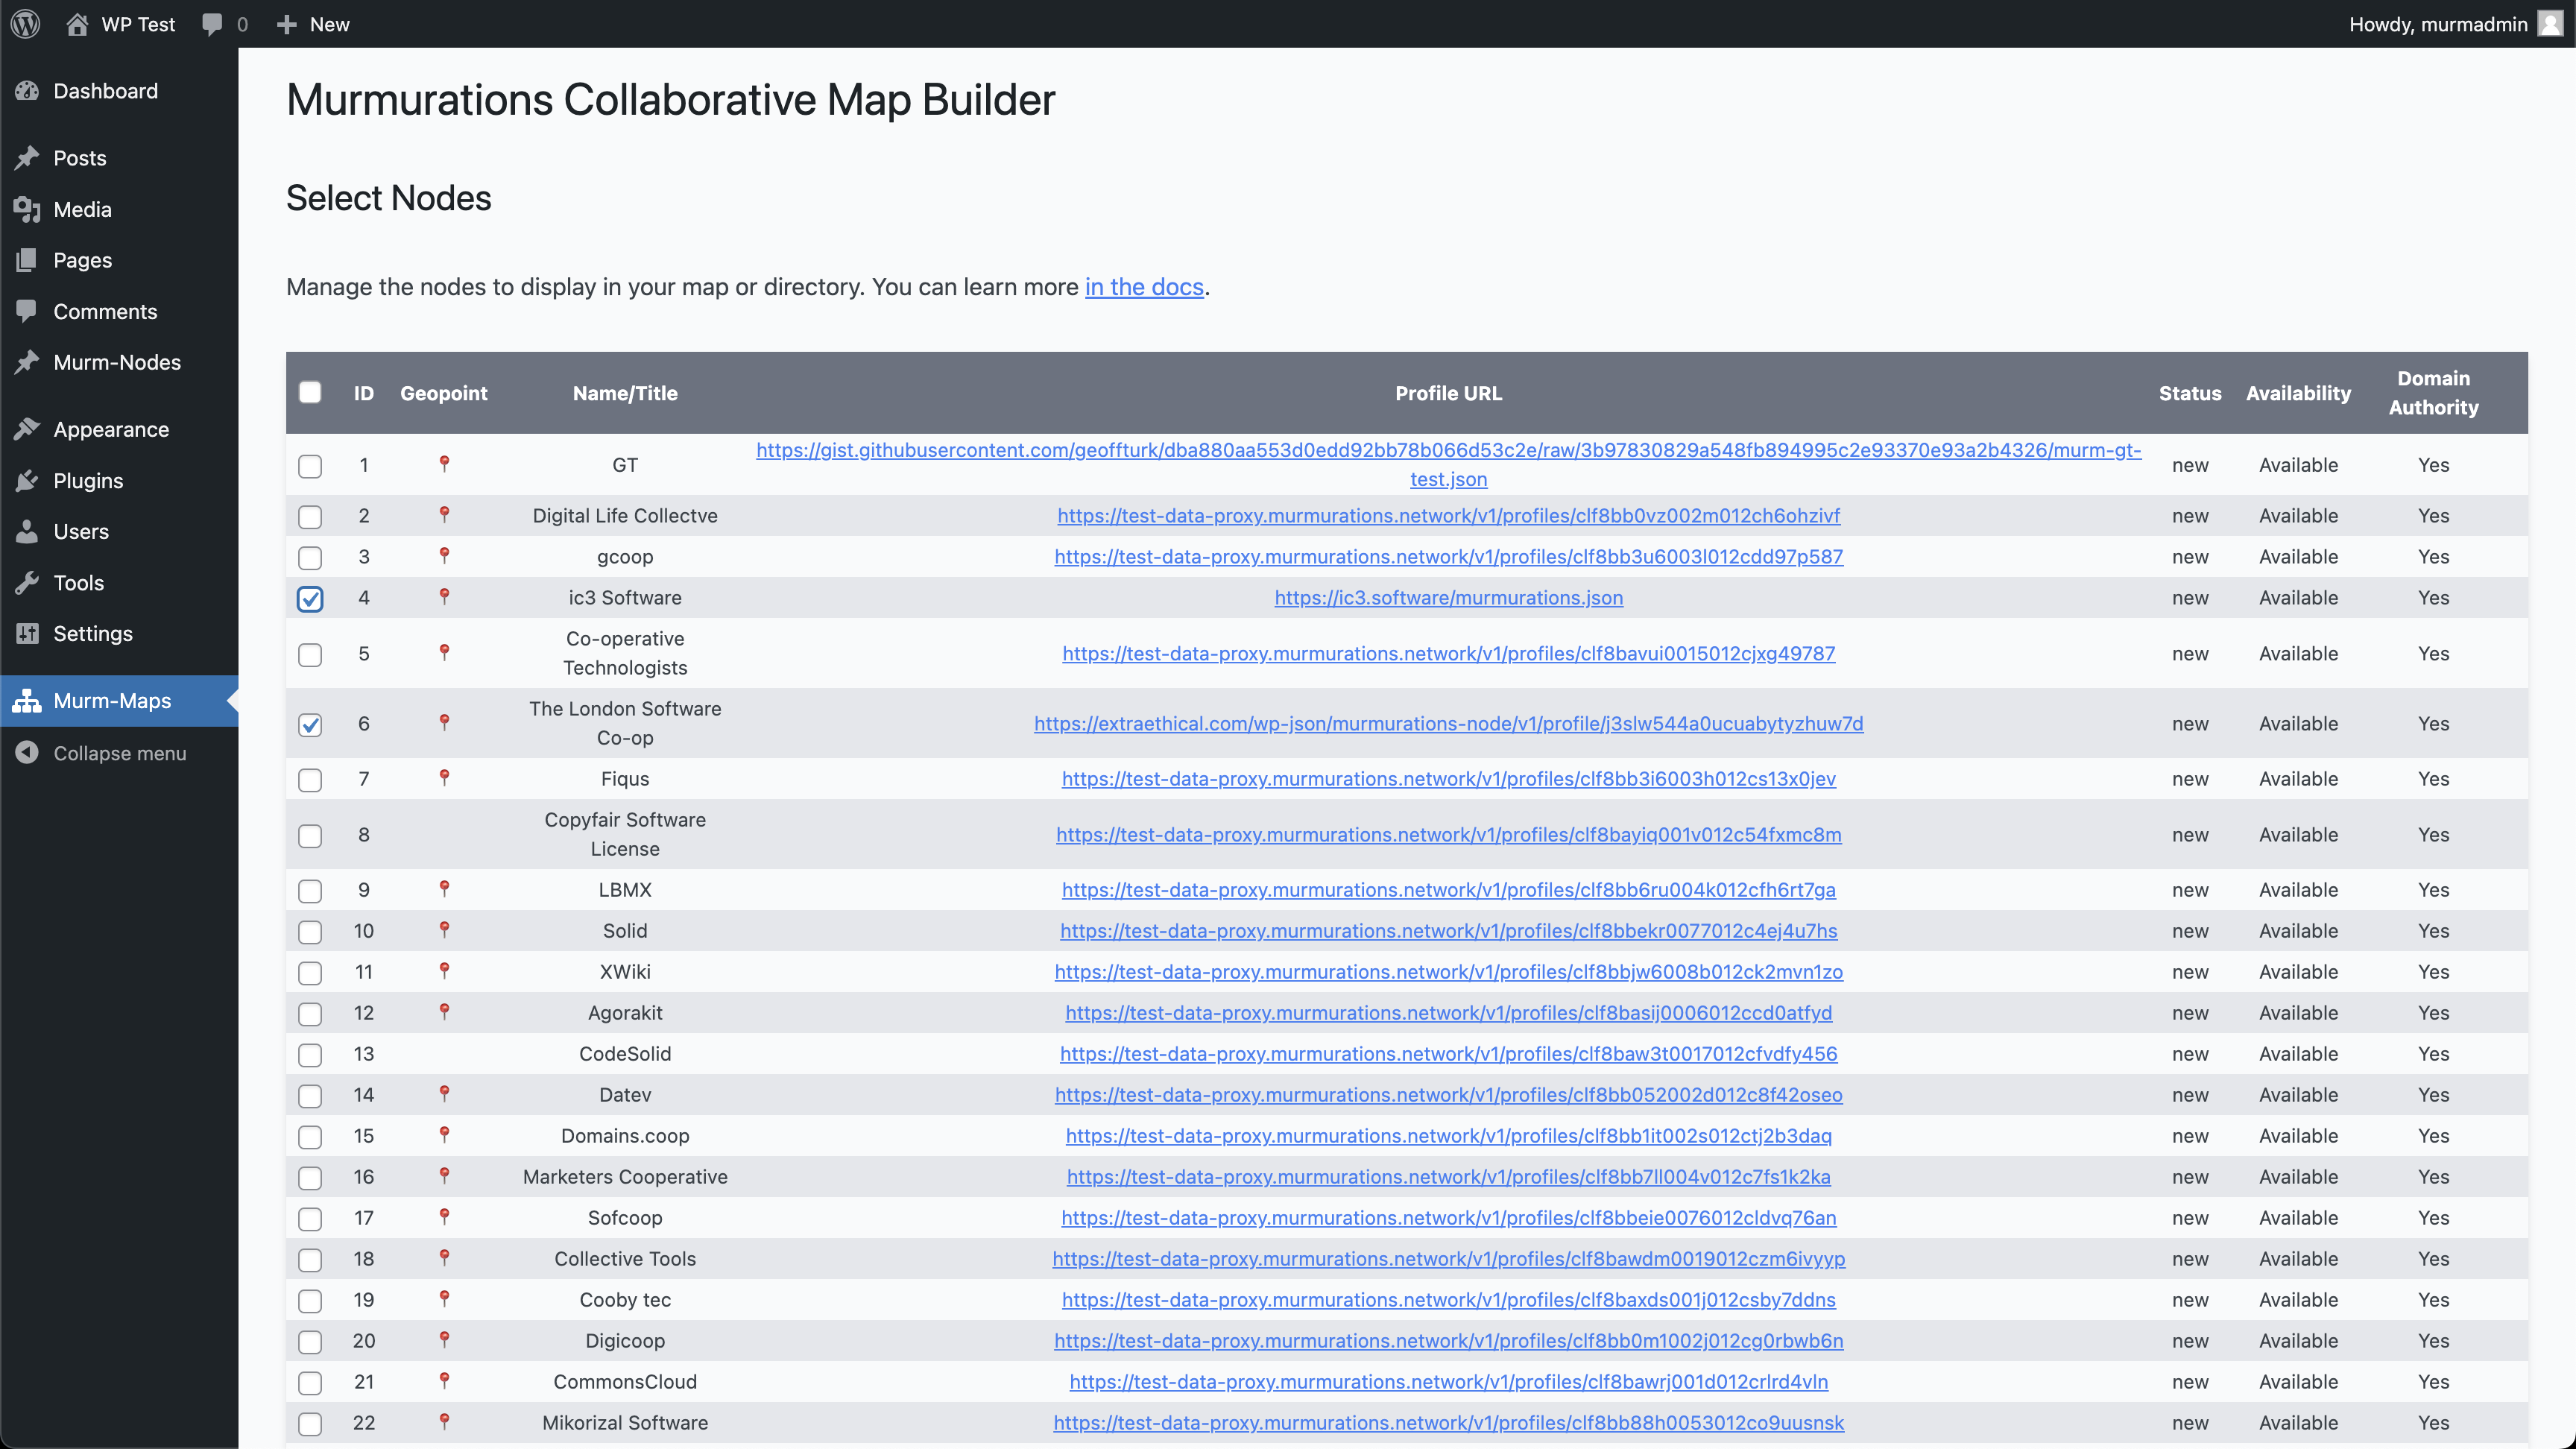 WP Test 0 New Howdy, murmadmin
Dashboard
Posts
Media
Pages
Comments
Murm-Nodes
Appearance
Plugins
Users
Tools
Settings
Murm-Maps
Collapse menu
Murmurations Collaborative Map Builder
Select Nodes
Manage the nodes to display in your map or directory. You can learn more in the docs.
ID Geopoint Name/Title Profile URL Status Availability Domain Authority
1 GT https://gist.githubusercontent.com/geoffturk/dba880aa553d0edd92bb78b066d53c2e/raw/3b97830829a548fb894995c2e93370e93a2b4326/murm-gt-
test.json new Available Yes
2 Digital Life Collectve https://test-data-proxy.murmurations.network/v1/profiles/clf8bb0vz002m012ch6ohzivf new Available Yes
3 gcoop https://test-data-proxy.murmurations.network/v1/profiles/clf8bb3u6003l012cdd97p587 new Available Yes
4 ic3 Software https://ic3.software/murmurations.json new Available Yes
5 Co-operative Technologists https://test-data-proxy.murmurations.network/v1/profiles/clf8bavui0015012cjxg49787 new Available Yes
6 The London Software Co-op https://extraethical.com/wp-json/murmurations-node/v1/profile/j3slw544a0ucuabytyzhuw7d new Available Yes
7 Fiqus https://test-data-proxy.murmurations.network/v1/profiles/clf8bb3i6003h012cs13x0jev new Available Yes
8 Copyfair Software License https://test-data-proxy.murmurations.network/v1/profiles/clf8bayiq001v012c54fxmc8m new Available Yes
9 LBMX https://test-data-proxy.murmurations.network/v1/profiles/clf8bb6ru004k012cfh6rt7ga new Available Yes
10 Solid https://test-data-proxy.murmurations.network/v1/profiles/clf8bbekr0077012c4ej4u7hs new Available Yes
11 XWiki https://test-data-proxy.murmurations.network/v1/profiles/clf8bbjw6008b012ck2mvn1zo new Available Yes
12 Agorakit https://test-data-proxy.murmurations.network/v1/profiles/clf8basij0006012ccd0atfyd new Available Yes
13 CodeSolid https://test-data-proxy.murmurations.network/v1/profiles/clf8baw3t0017012cfvdfy456 new Available Yes
14 Datev https://test-data-proxy.murmurations.network/v1/profiles/clf8bb052002d012c8f42oseo new Available Yes
15 Domains.coop https://test-data-proxy.murmurations.network/v1/profiles/clf8bb1it002s012ctj2b3daq new Available Yes
16 Marketers Cooperative https://test-data-proxy.murmurations.network/v1/profiles/clf8bb7ll004v012c7fs1k2ka new Available Yes
17 Sofcoop https://test-data-proxy.murmurations.network/v1/profiles/clf8bbeie0076012cldvq76an new Available Yes
18 Collective Tools https://test-data-proxy.murmurations.network/v1/profiles/clf8bawdm0019012czm6ivyyp new Available Yes
19 Cooby tec https://test-data-proxy.murmurations.network/v1/profiles/clf8baxds001j012csby7ddns new Available Yes
20 Digicoop https://test-data-proxy.murmurations.network/v1/profiles/clf8bb0m1002j012cg0rbwb6n new Available Yes
21 CommonsCloud https://test-data-proxy.murmurations.network/v1/profiles/clf8bawrj001d012crlrd4vln new Available Yes
22 Mikorizal Software https://test-data-proxy.murmurations.network/v1/profiles/clf8bb88h0053012co9uusnsk new Available Yes